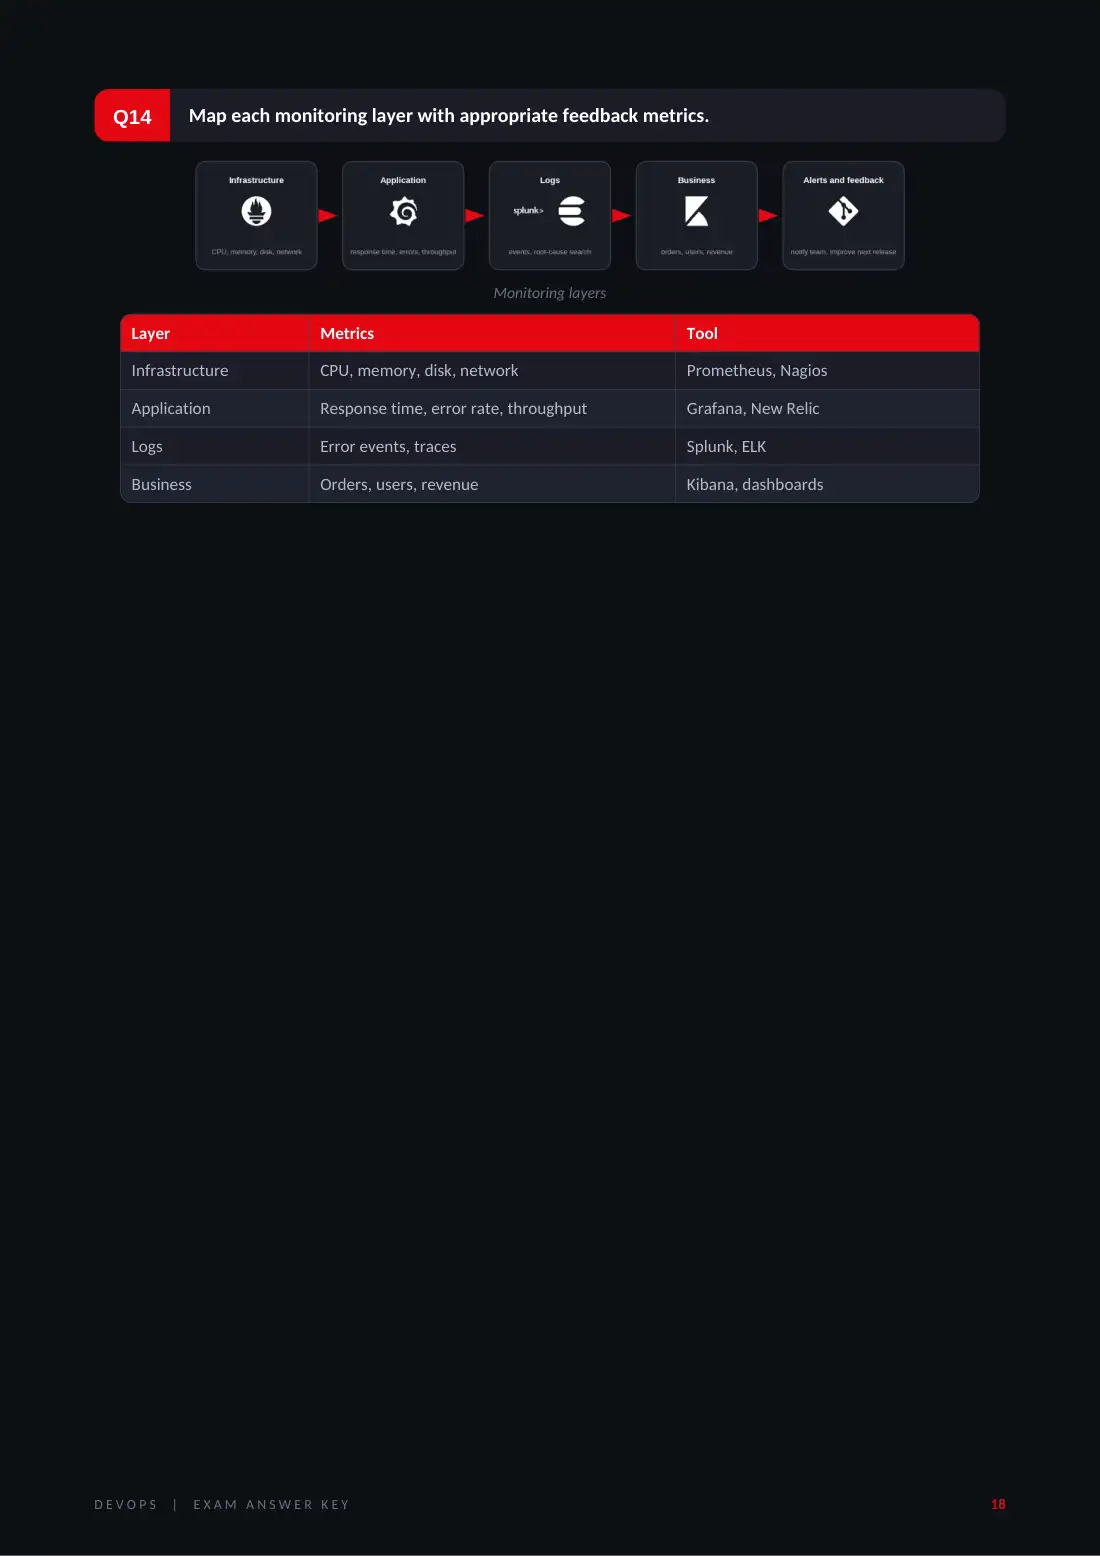 Q14 Map each monitoring layer with appropriate feedback metrics.
Infrastructure Application Logs Business Alerts and feedback
splunk>
CPU, memory, disk, network response time, errors, throughput events, root-cause search orders, users, revenue notify team, improve next release
Monitoring layers
Layer Metrics Tool
Infrastructure CPU, memory, disk, network Prometheus, Nagios
Application Response time, error rate, throughput Grafana, New Relic
Logs Error events, traces Splunk, ELK
Business Orders, users, revenue Kibana, dashboards
DEVOPS | EXAM ANSWER KEY 18